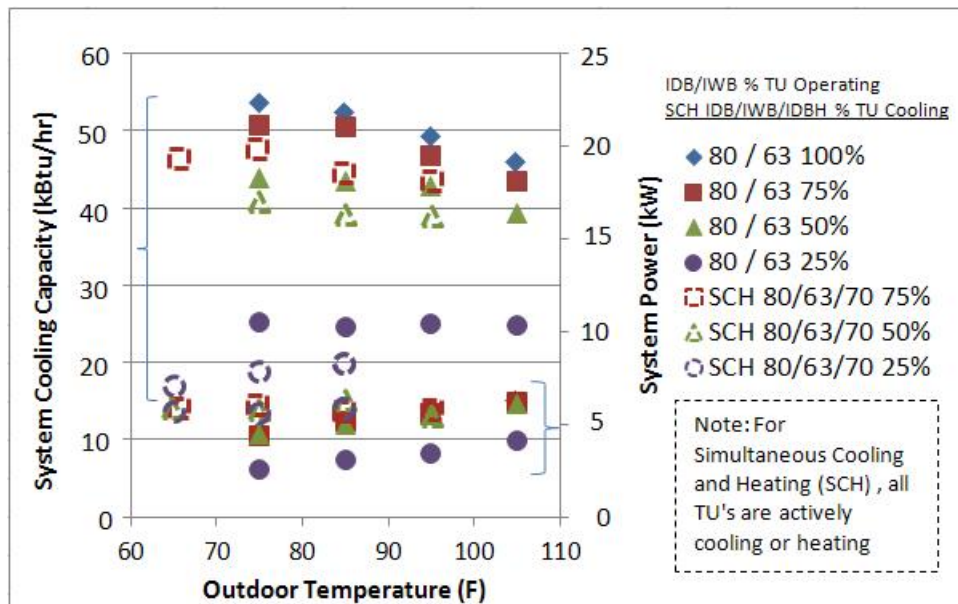 60
50
40
30
20
10
0
System Cooling Capacity (kBtu/hr)
25
20
15
10
5
0
System Power (kW)
60 70 80 90 100 110
Outdoor Temperature (F)
IDB/IWB % TU Operating
SCH IDB/IWB/IDBH % TU Cooling
80 / 63 100%
80 / 63 75%
80 / 63 50%
80 / 63 25%
SCH 80/63/70 75%
SCH 80/63/70 50%
SCH 80/63/70 25%
Note: For
Simultaneous Cooling
and Heating (SCH) , all
TU's are actively
cooling or heating